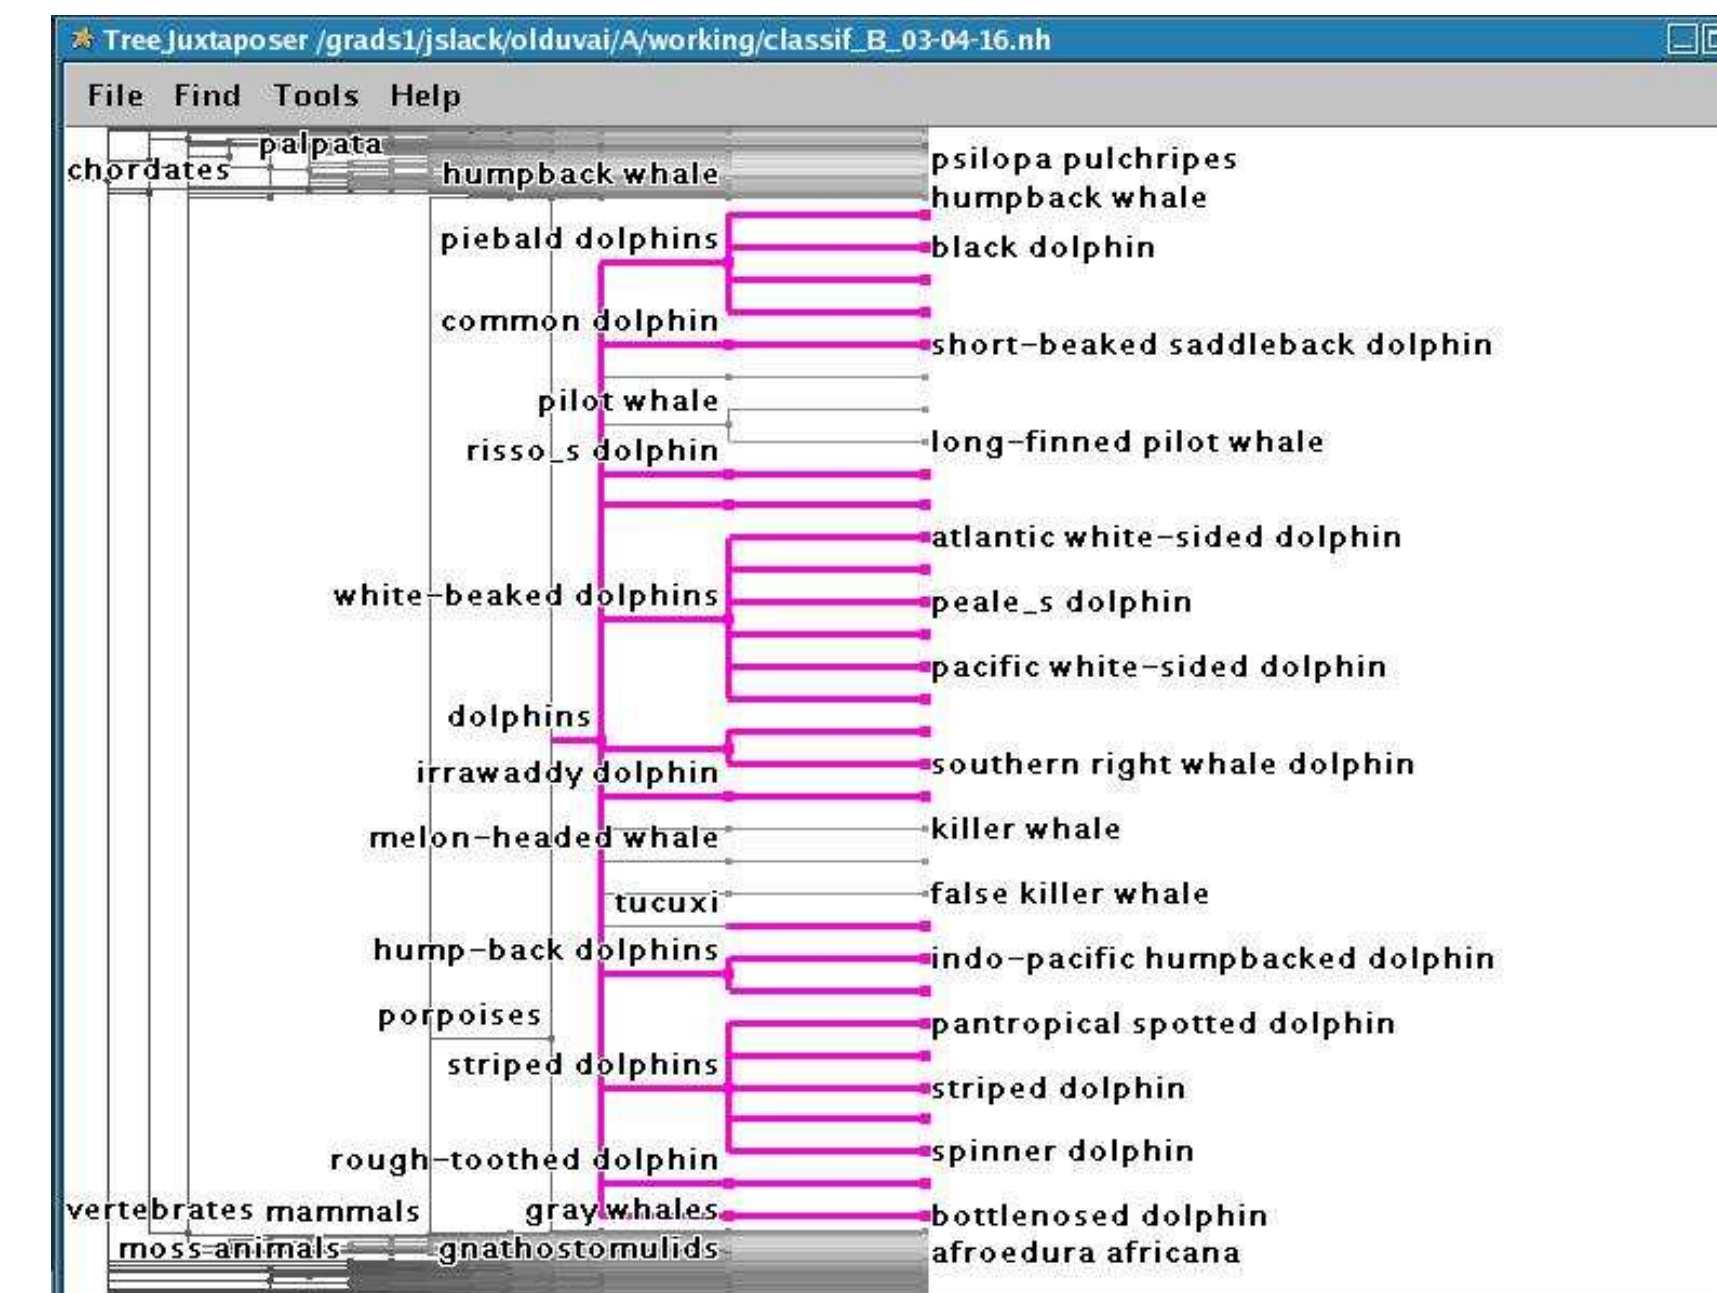 TreeJuxtaposer /grads1/jslack/olduvai/A/working/classif_B_03-04-16.nh
File Find Tools Help
palpata
psilopa pulchripes
chordates
humpback whale
humpback whale
piebald dolphins
black dolphin
common dolphin
short-beaked saddleback dolphin
pilot whale
long-finned pilot whale
risso_s dolphin
atlantic white-sided dolphin
white-beaked dolphins
peale_s dolphin
pacific white-sided dolphin
dolphins
southern right whale dolphin
irrawaddy dolphin
killer whale
melon-headed whale
false killer whale
tucuxi
hump-back dolphins
indo-pacific humpbacked dolphin
porpoises
pantropical spotted dolphin
striped dolphins
striped dolphin
spinner dolphin
rough-toothed dolphin
vertebrates mammals
gray whales
bottlenosed dolphin
moss animals
gnathostomulids
afroedura africana